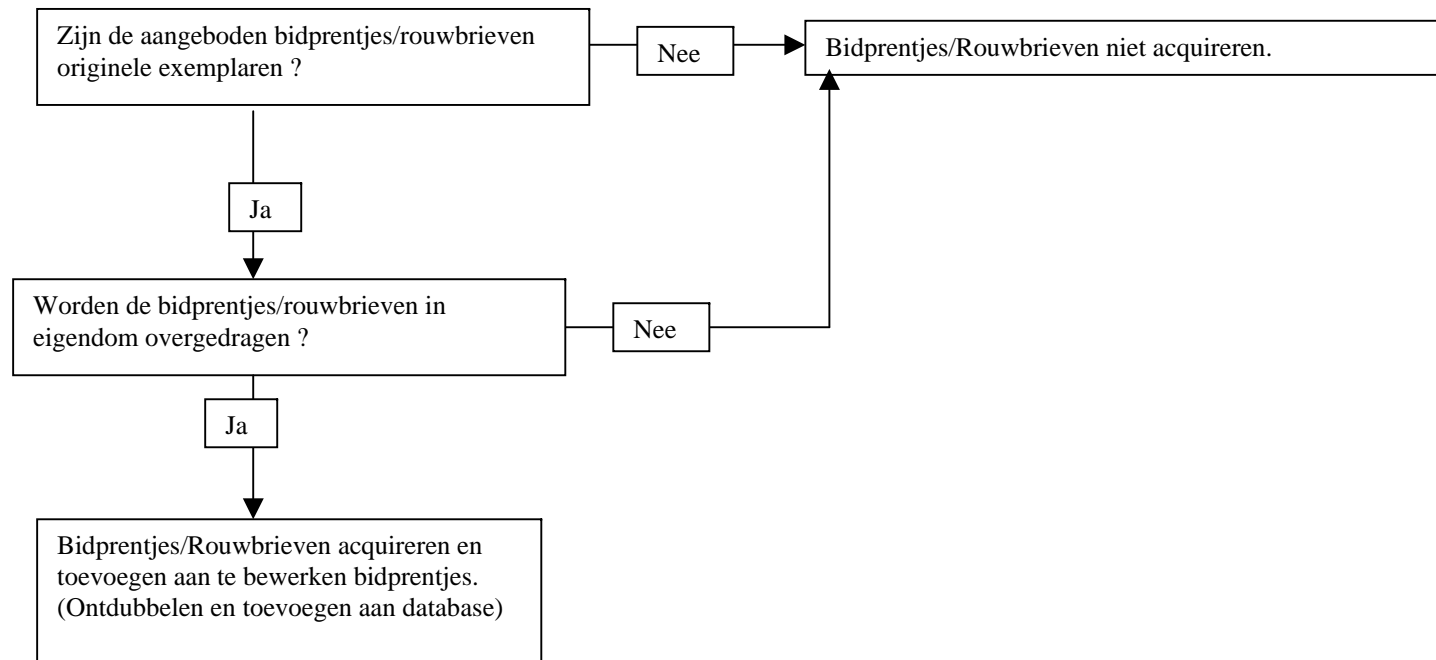 Zijn de aangeboden bidprentjes/rouwbrieven
originele exemplaren ?
Nee
Bidprentjes/Rouwbrieven niet acquireren.
Ja
Worden de bidprentjes/rouwbrieven in
eigendom overgedragen ?
Nee
Ja
Bidprentjes/Rouwbrieven acquireren en
toevoegen aan te bewerken bidprentjes.
(Ontdubbelen en toevoegen aan database)